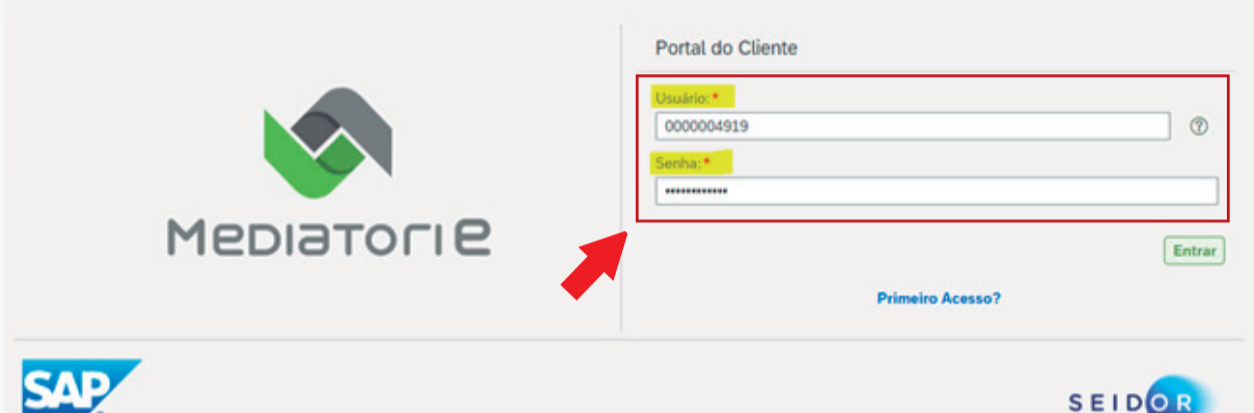 Portal do Cliente
Usuário: *
0000004919
Senha: *
••••••••••••
MEDIATORIE
Entrar
Primeiro Acesso?
SAP
SEIDOR